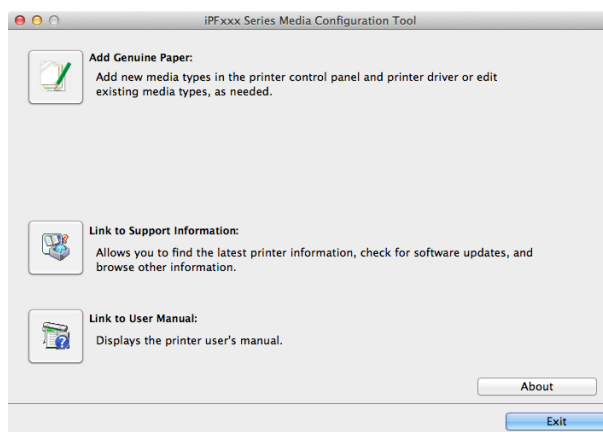 iPFxxx Series Media Configuration Tool
Add Genuine Paper:
Add new media types in the printer control panel and printer driver or edit
existing media types, as needed.
Link to Support Information:
Allows you to find the latest printer information, check for software updates, and
browse other information.
Link to User Manual:
Displays the printer user's manual.
About
Exit